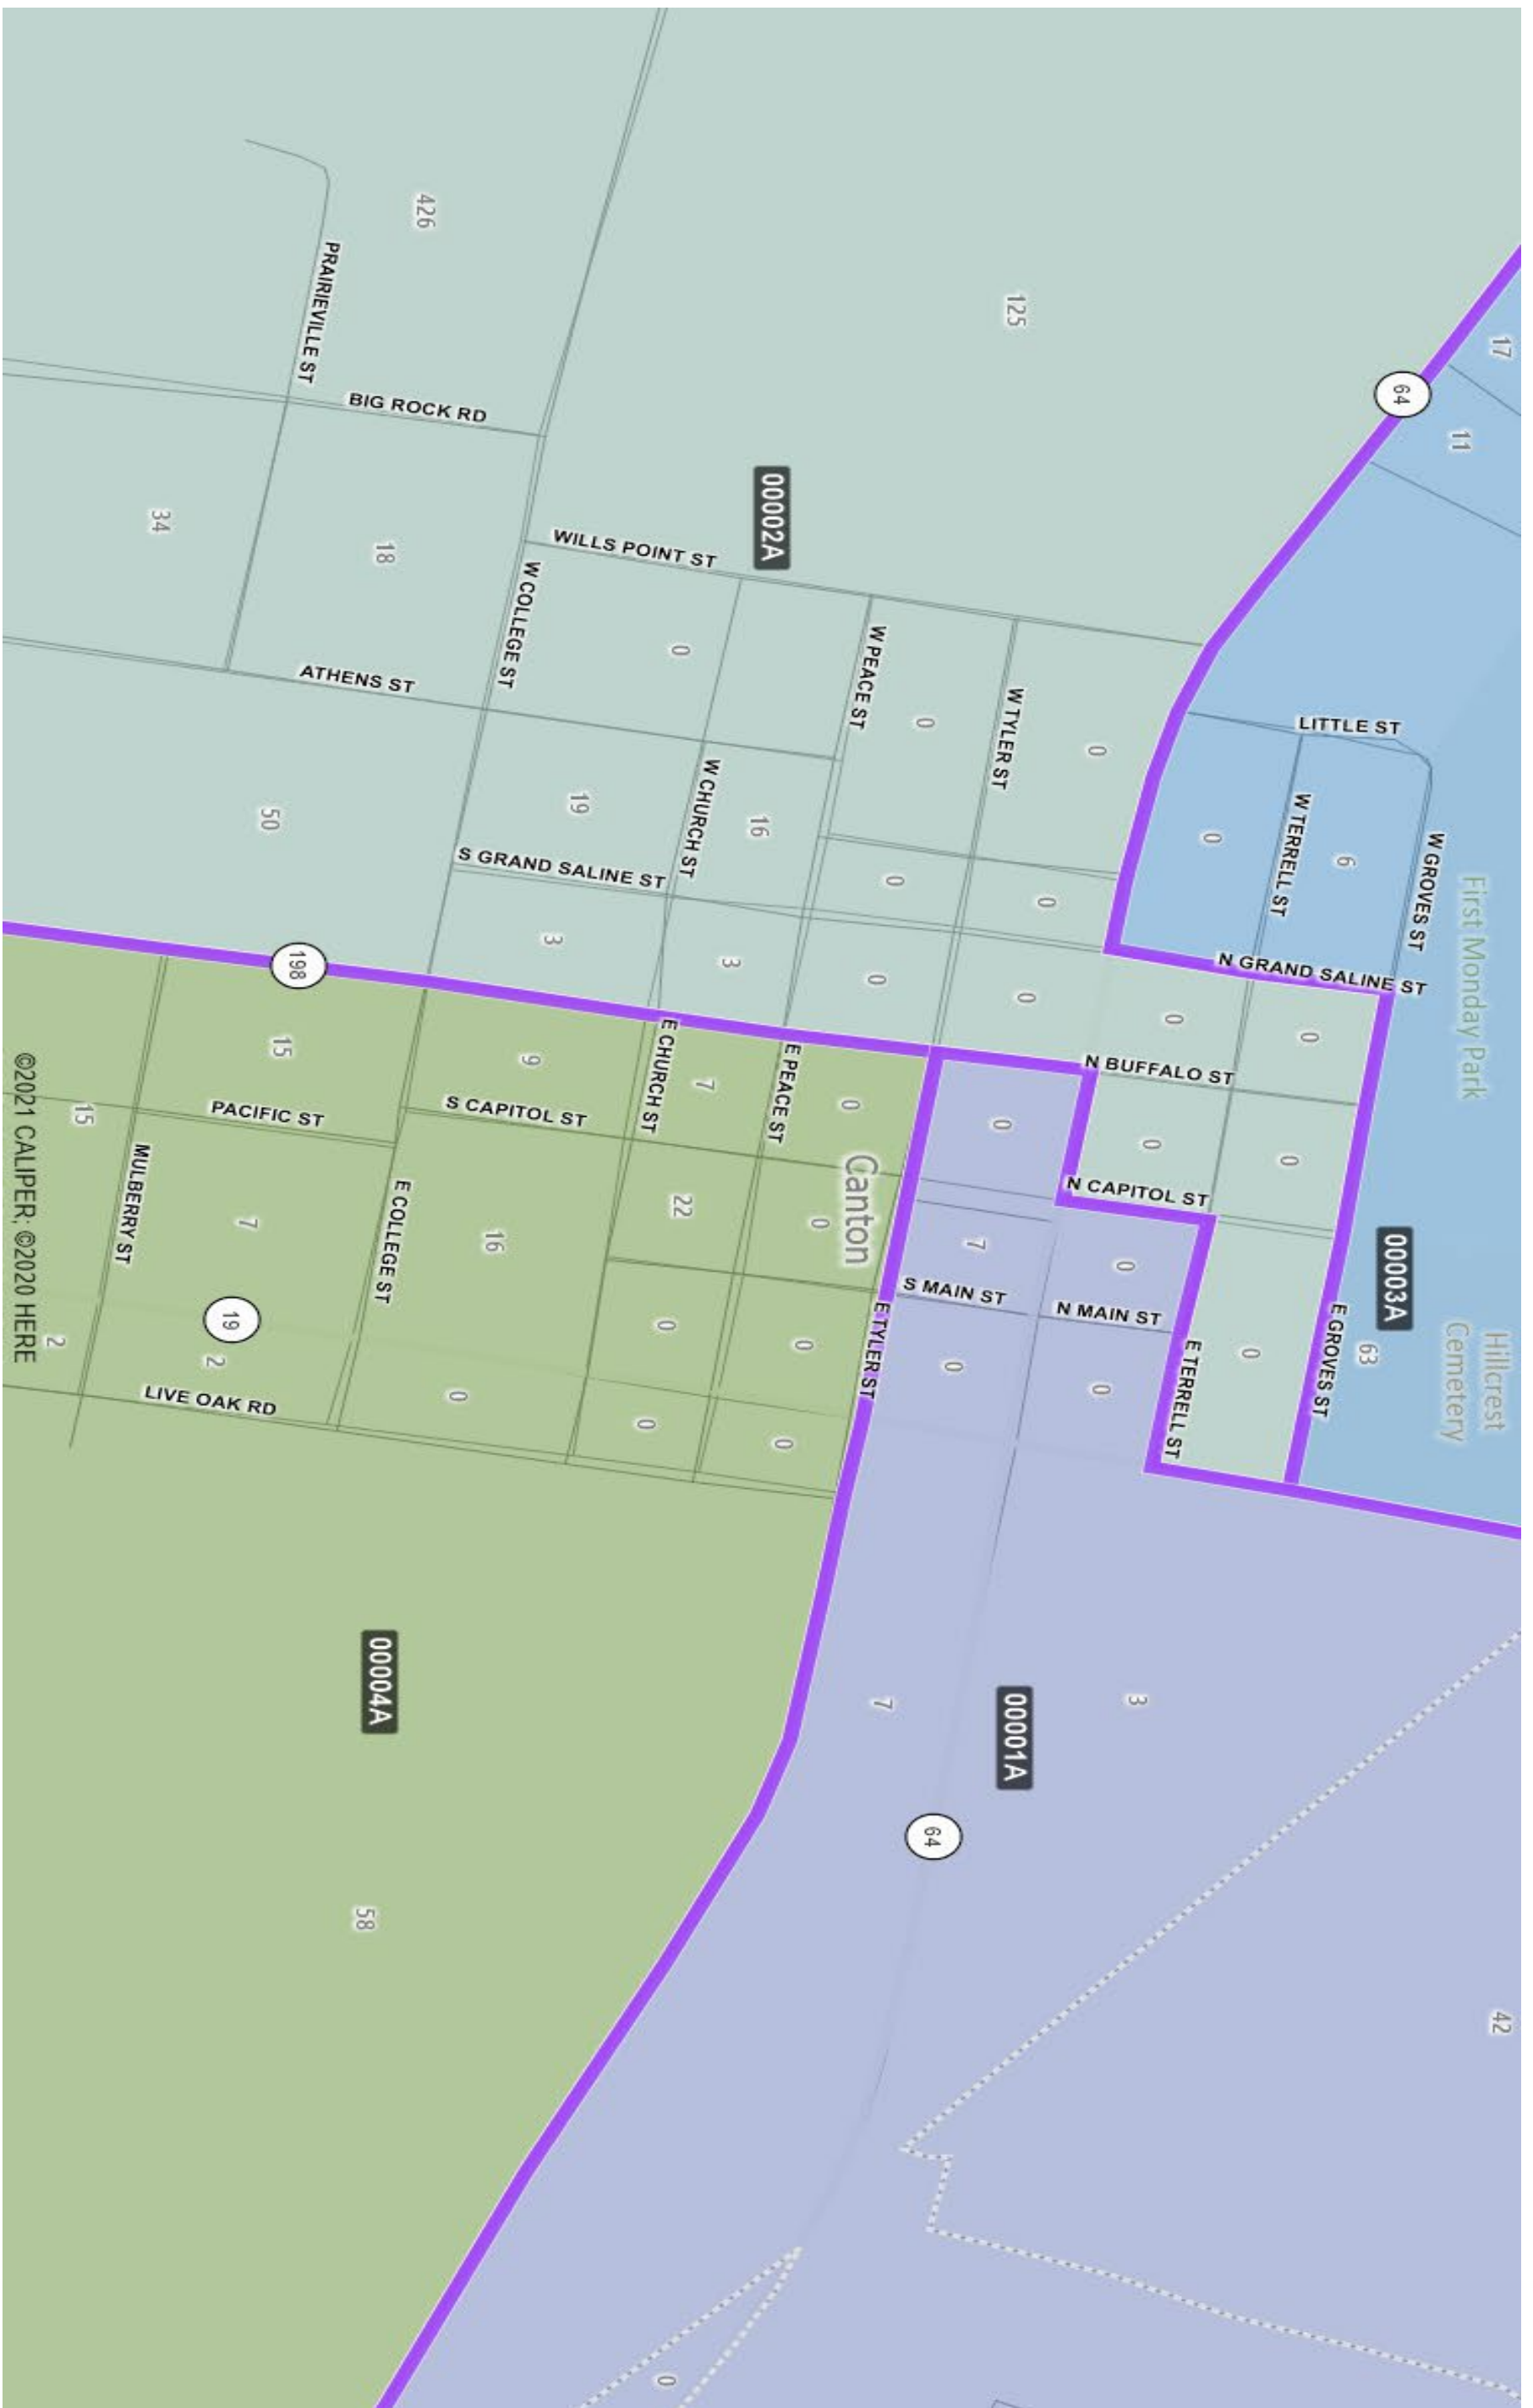 17
42
Hillcrest
Cemetery
First Monday Park
11
W GROVES ST
64
00003A
63
LITTLE ST
6
N GRAND SALINE ST
E GROVES ST
W TERRELL ST
0
0
0
0
E TERRELL ST
0
N BUFFALO ST
0
N CAPITOL ST
3
0
0
N MAIN ST
0
125
W TYLER ST
0
0
0
00001A
7
S MAIN ST
0
64
0
0
0
7
E TYLER ST
Canton
W PEACE ST
0
0
0
00002A
16
3
E PEACE ST
0
0
W CHURCH ST
7
22
0
0
0
WILLS POINT ST
0
E CHURCH ST
0
19
3
S GRAND SALINE ST
9
S CAPITOL ST
W COLLEGE ST
16
0
426
BIG ROCK RD
18
ATHENS ST
E COLLEGE ST
00004A
58
PRAIRIEVILLE ST
198
15
PACIFIC ST
50
7
19
2
LIVE OAK RD
34
MULBERRY ST
15
2
©2021 CALIPER; ©2020 HERE